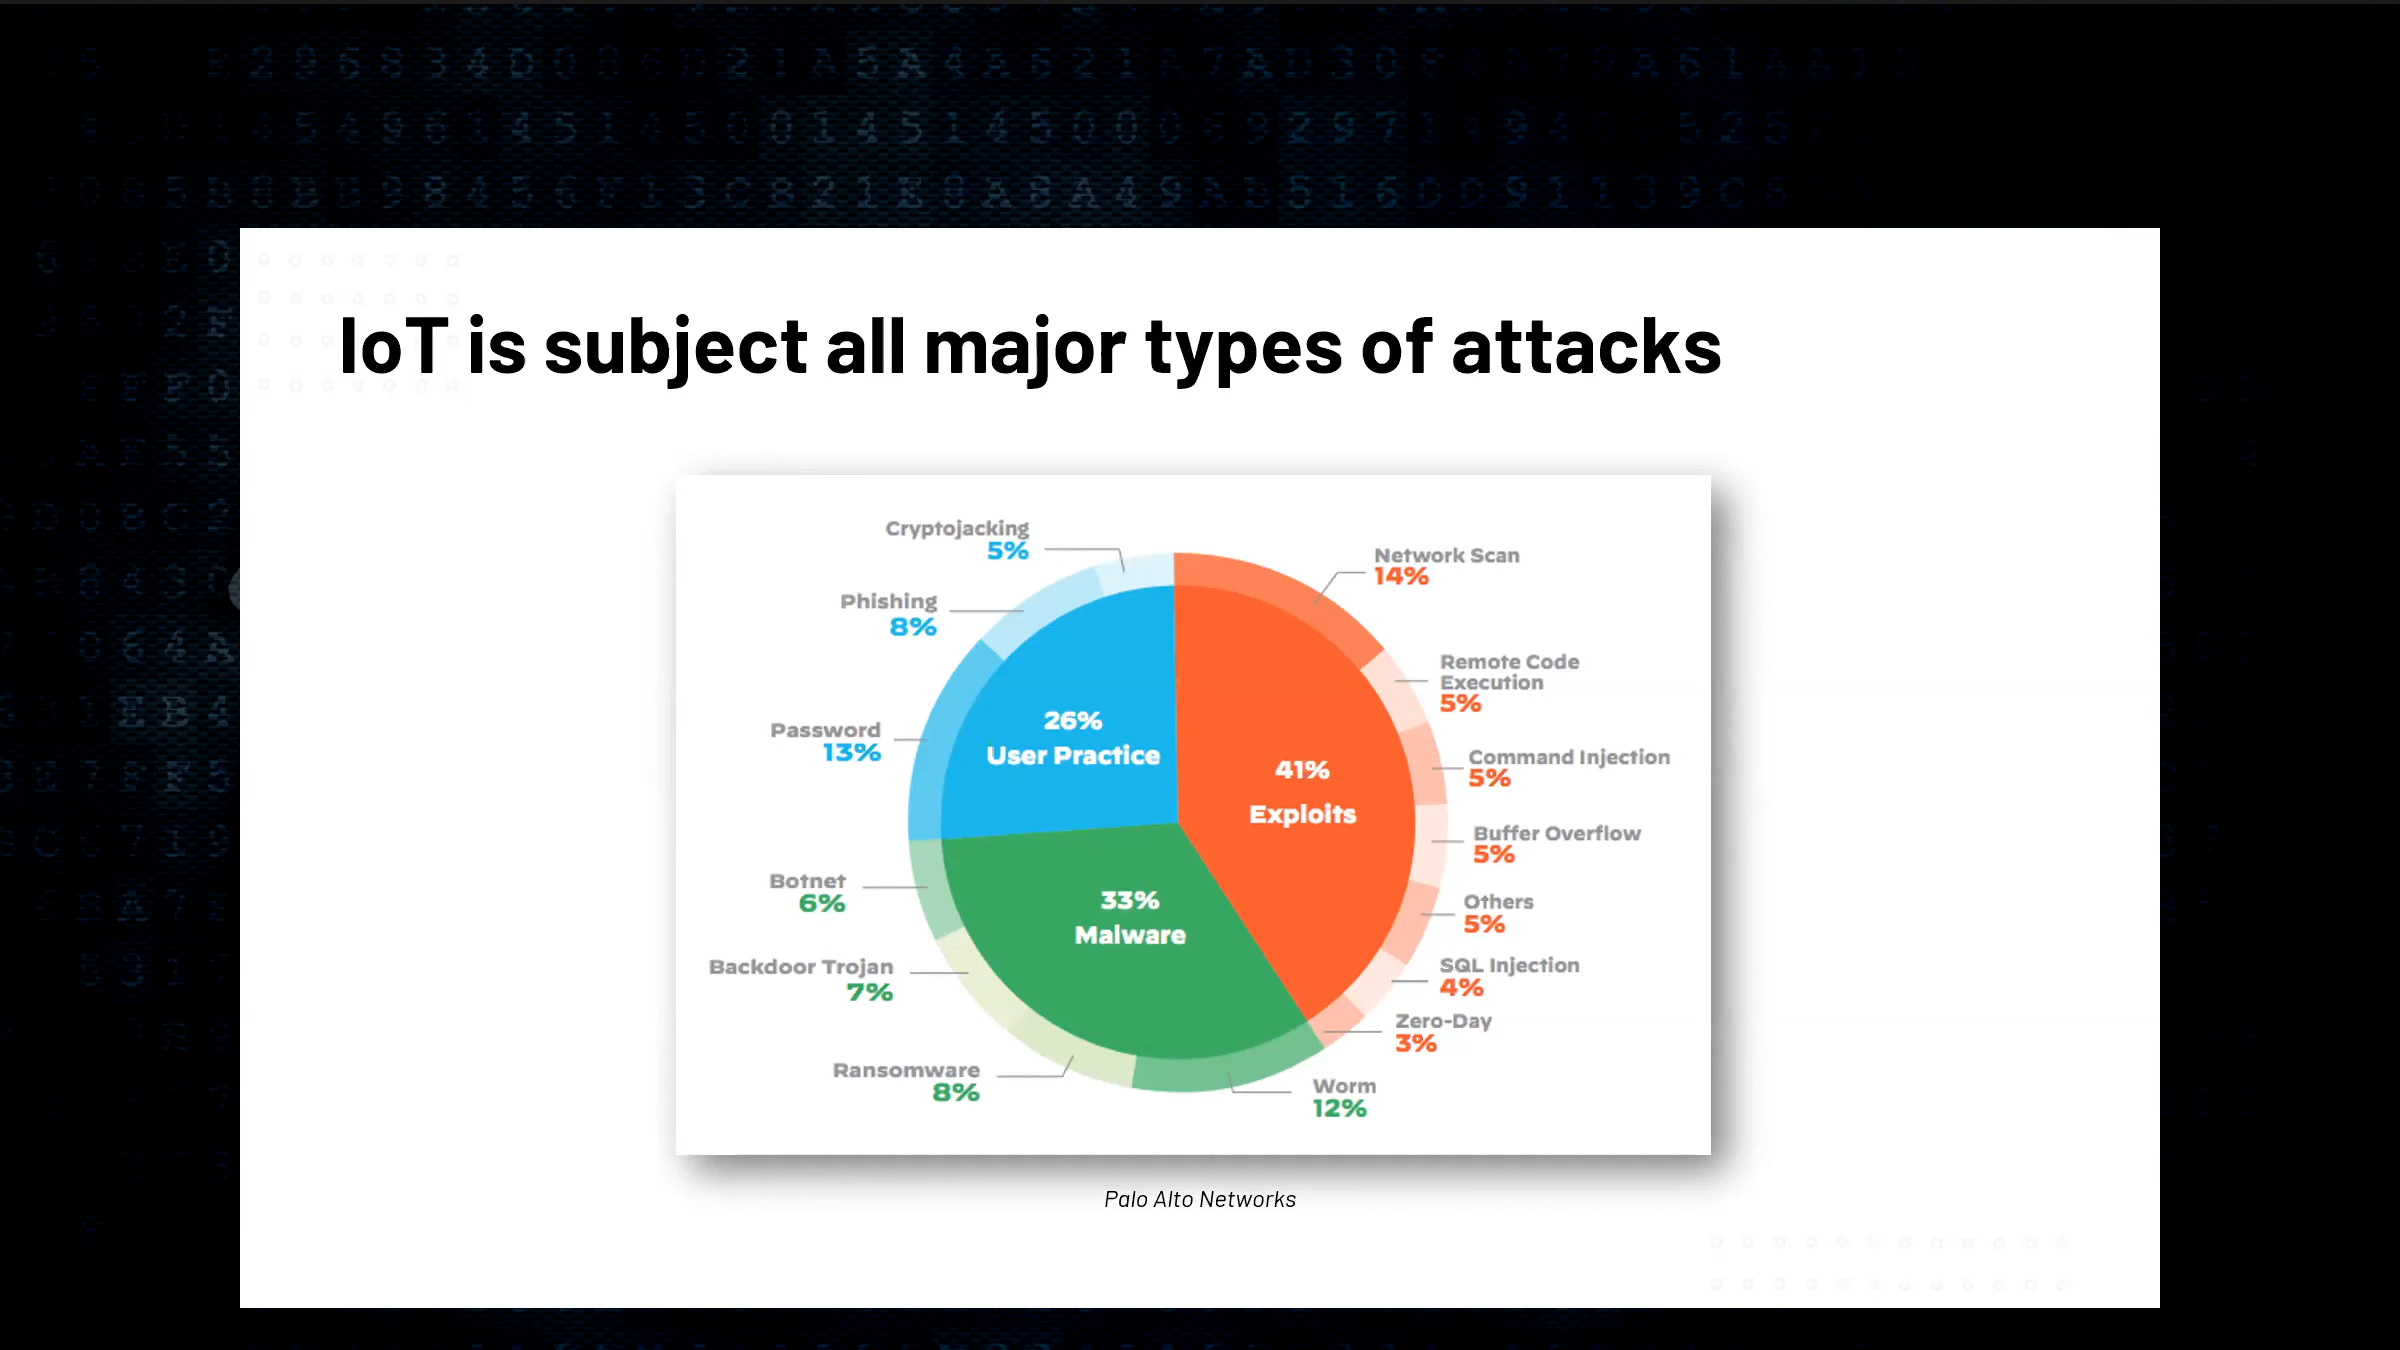 IoT is subject all major types of attacks
Cryptojacking
5%
Phishing
8%
Password
13%
Botnet
6%
Backdoor Trojan
7%
Ransomware
8%
26%
User Practice
41%
Exploits
33%
Malware
Network Scan
14%
Remote Code
Execution
5%
Command Injection
5%
Buffer Overflow
5%
Others
5%
SQL Injection
4%
Zero-Day
3%
Worm
12%
Palo Alto Networks